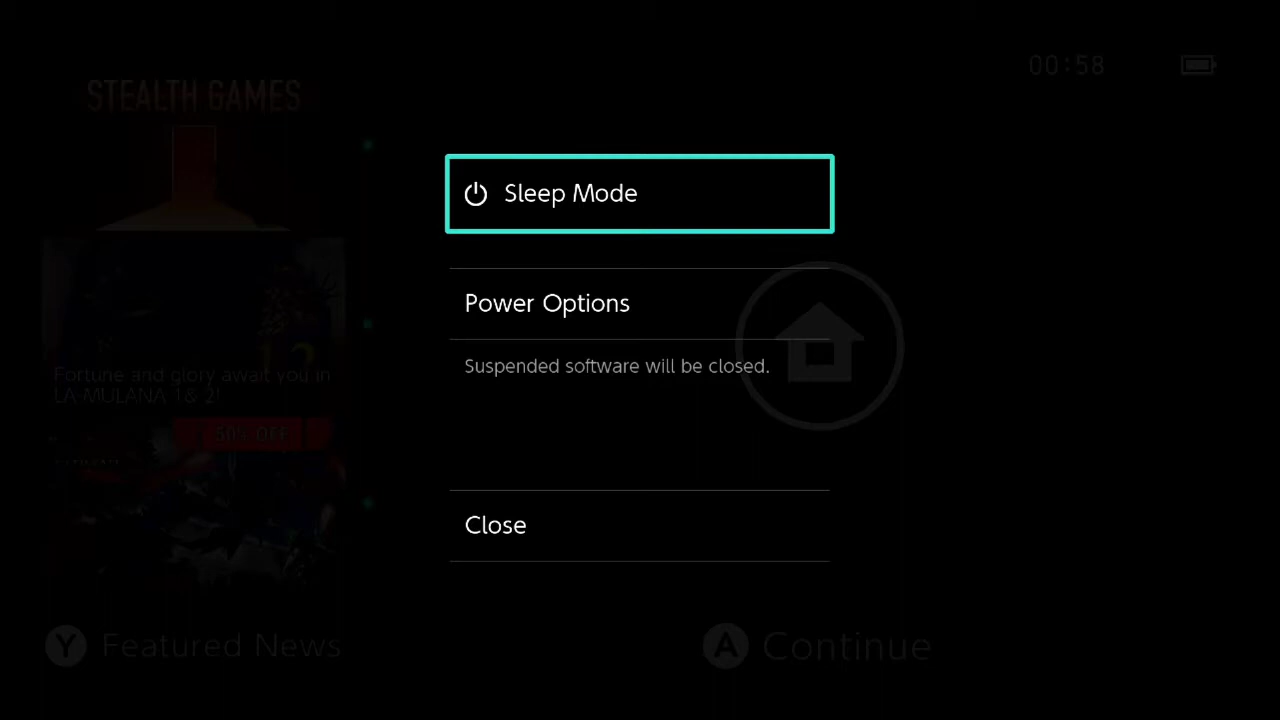 STEALTH GAMES
00:58
Sleep Mode
Power Options
Suspended software will be closed.
Fortune and glory await you in
LA-MULANA 1& 2!
50% OFF
Close
Y Featured News
A Continue